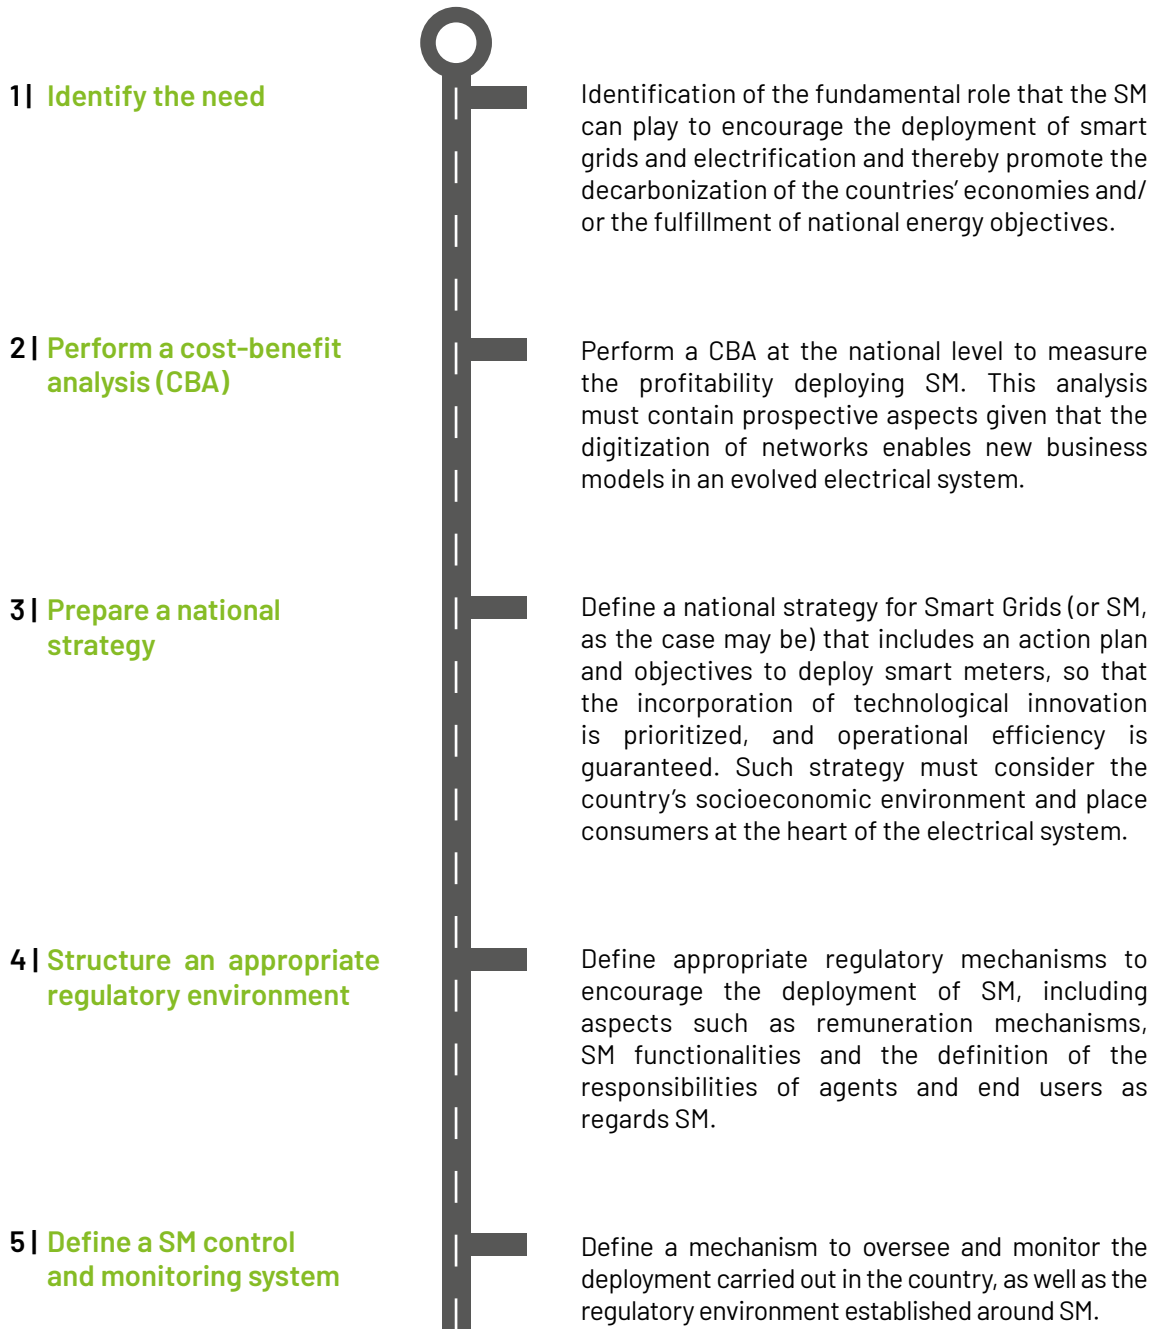 1 | Identify the need
Identification of the fundamental role that the SM
can play to encourage the deployment of smart
grids and electrification and thereby promote the
decarbonization of the countries’ economies and/
or the fulfillment of national energy objectives.
2 | Perform a cost-benefit
analysis (CBA)
Perform a CBA at the national level to measure
the profitability deploying SM. This analysis
must contain prospective aspects given that the
digitization of networks enables new business
models in an evolved electrical system.
3 | Prepare a national
strategy
Define a national strategy for Smart Grids (or SM,
as the case may be) that includes an action plan
and objectives to deploy smart meters, so that
the incorporation of technological innovation
is prioritized, and operational efficiency is
guaranteed. Such strategy must consider the
country’s socioeconomic environment and place
consumers at the heart of the electrical system.
4 | Structure an appropriate
regulatory environment
Define appropriate regulatory mechanisms to
encourage the deployment of SM, including
aspects such as remuneration mechanisms,
SM functionalities and the definition of the
responsibilities of agents and end users as
regards SM.
5 | Define a SM control
and monitoring system
Define a mechanism to oversee and monitor the
deployment carried out in the country, as well as the
regulatory environment established around SM.